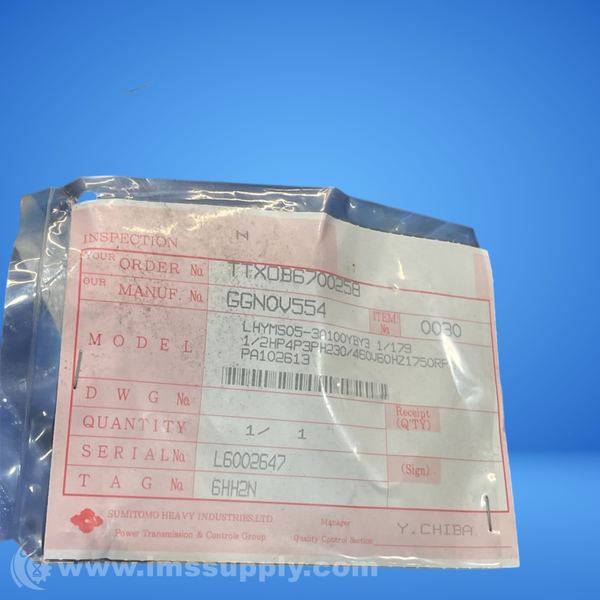 INSPECTION N
YOUR ORDER No TTXOB6700258
OUR MANUF. No GGNOV554 ITEM No 0030
MODEL LHYMS05-3A100YBY3 1/179
1/2HP4P3PH230/460V60HZ1750RP
PA102613
DWG No
QUANTITY 1/ 1 Receipt (Q'TY)
SERIAL No L6002647
TAG No 6HH2N (Sign)
SUMITOMO HEAVY INDUSTRIES.LTD.
Power Transmission & Controls Group
Manager
Quality Control Section Y.CHIBA
www.imssupply.com